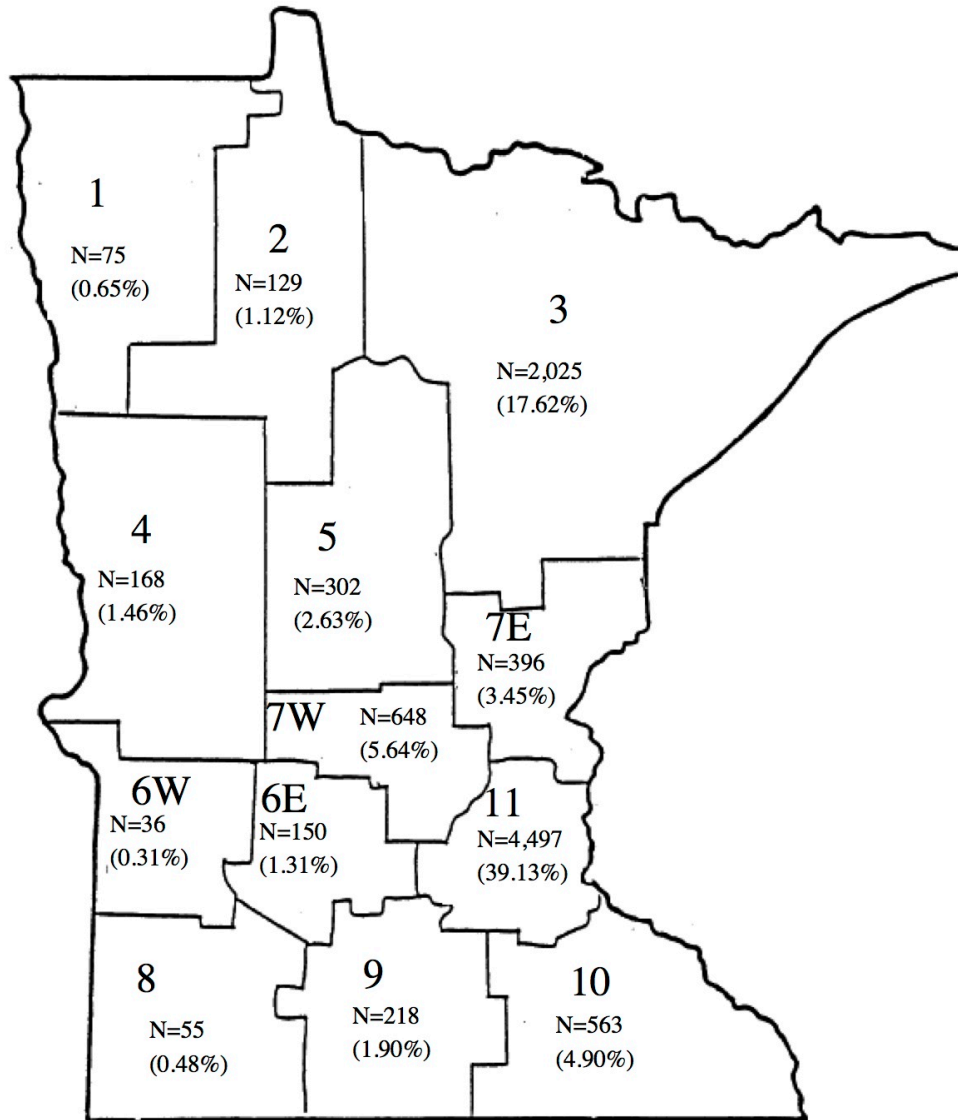 1
N=75
(0.65%)
2
N=129
(1.12%)
3
N=2,025
(17.62%)
4
N=168
(1.46%)
5
N=302
(2.63%)
7E
N=396
(3.45%)
7W
N=648
(5.64%)
6W
N=36
(0.31%)
6E
N=150
(1.31%)
11
N=4,497
(39.13%)
8
N=55
(0.48%)
9
N=218
(1.90%)
10
N=563
(4.90%)